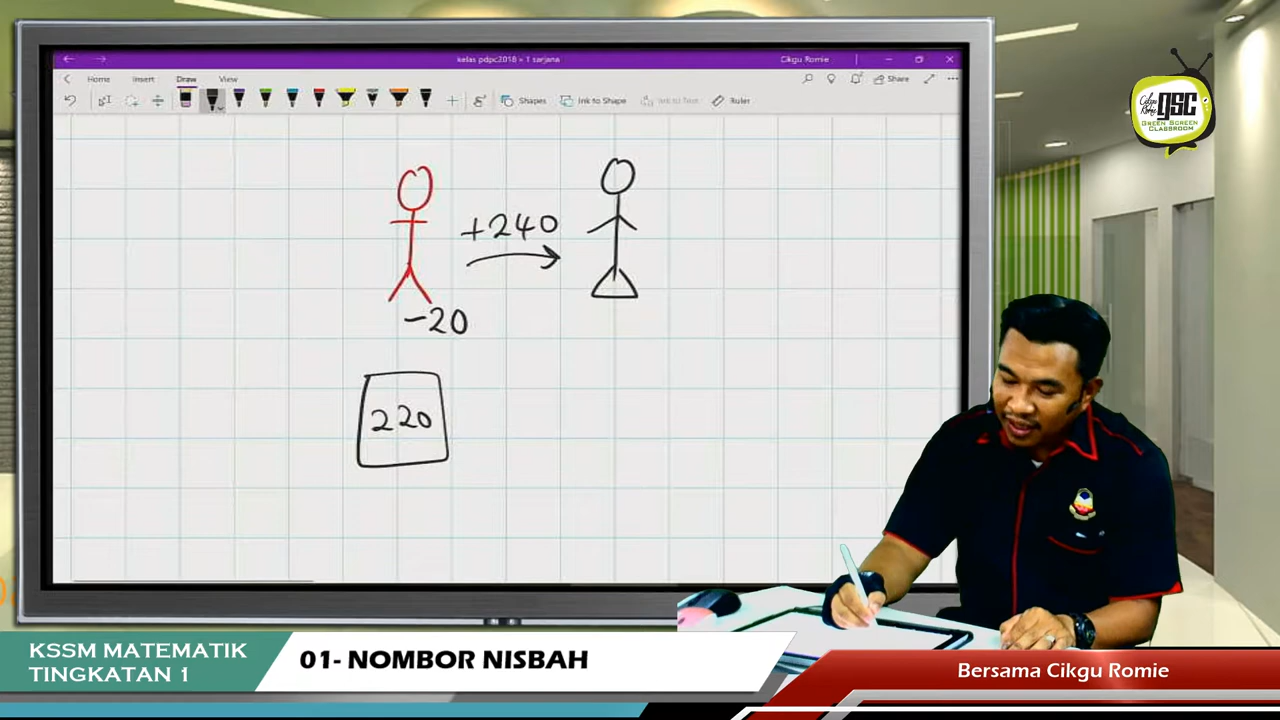 kelas pdpc2018 » 1 sarjana
Cikgu Romie
Home Insert Draw View
Share
Shapes Ink to Shape Ink to Text Ruler
+240
-20
220
Cikgu Romie gsc
GREEN SCREEN
CLASSROOM
KSSM MATEMATIK
TINGKATAN 1
01- NOMBOR NISBAH
Bersama Cikgu Romie